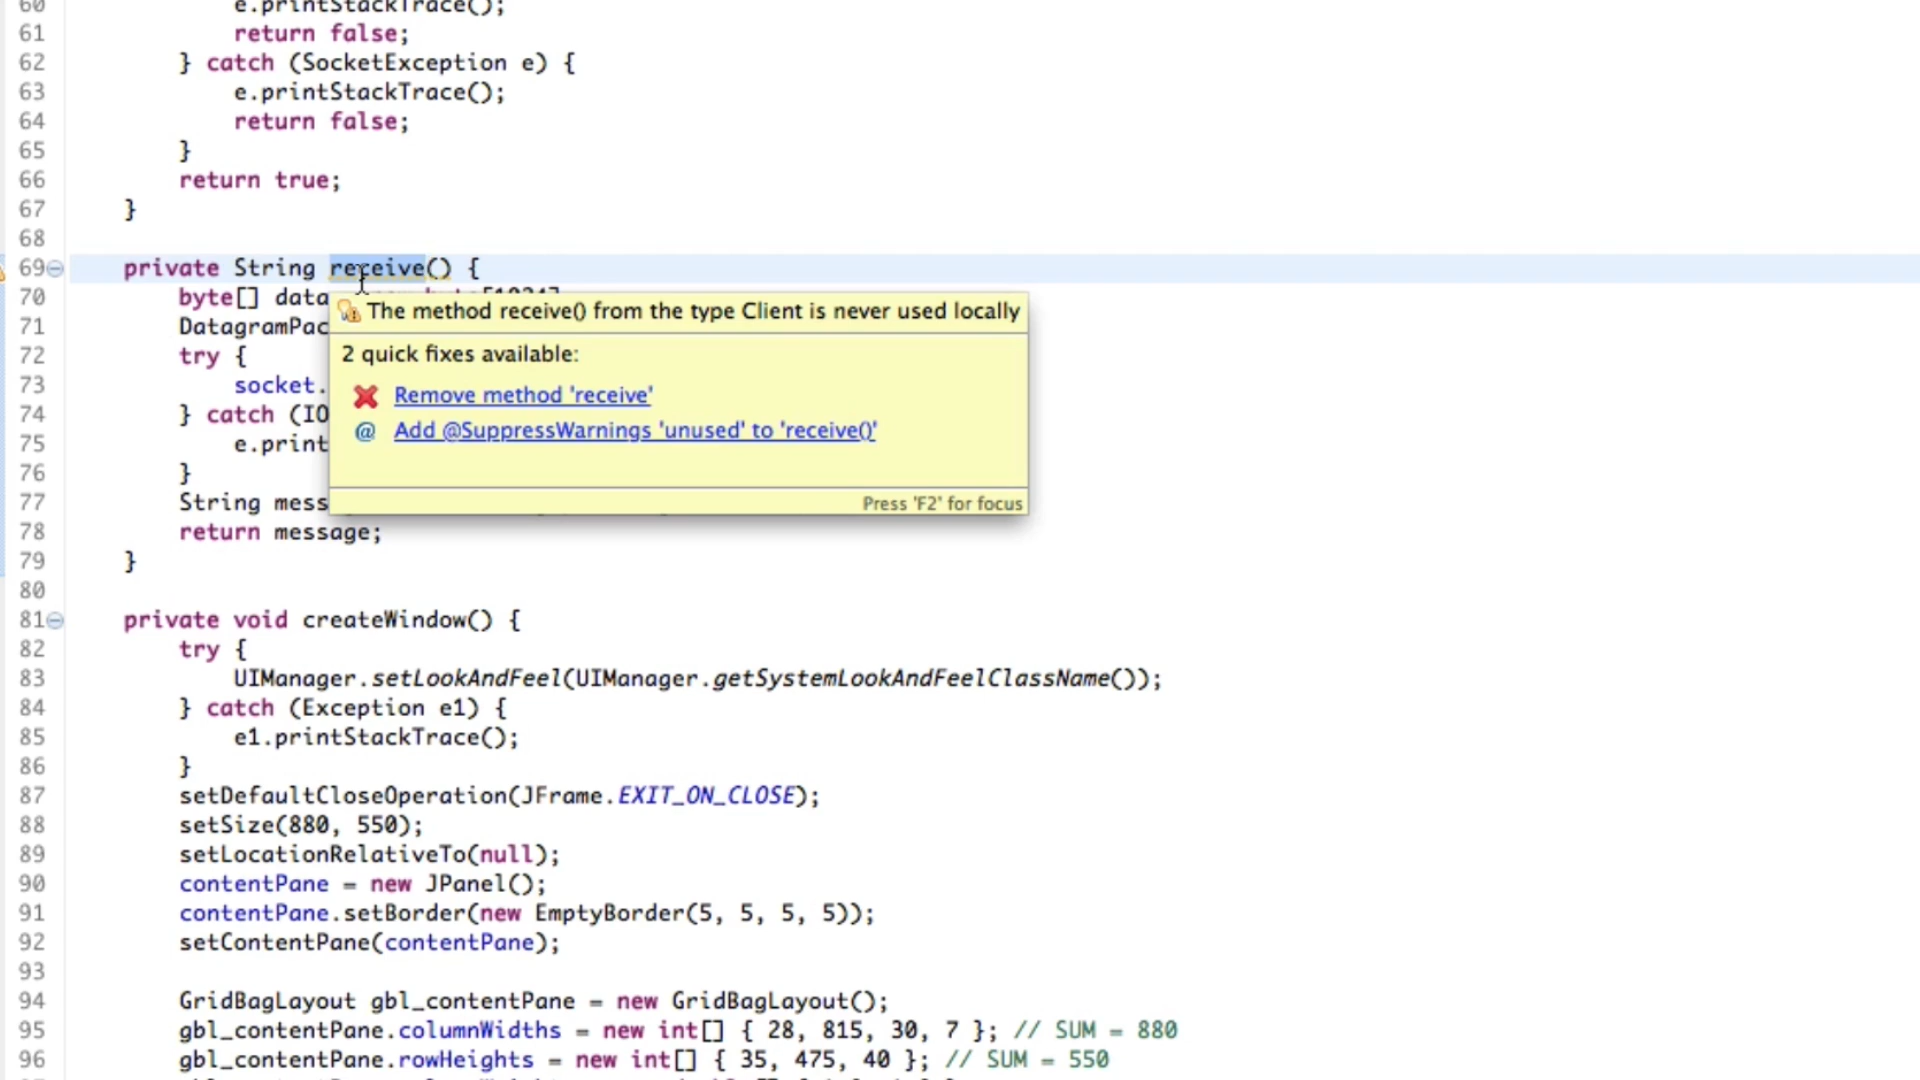 60 e.printStackTrace();
61 return false;
62 } catch (SocketException e) {
63 e.printStackTrace();
64 return false;
65 }
66 return true;
67 }
68
69 private String receive() {
70 byte[] data
The method receive() from the type Client is never used locally
71 DatagramPac
72 try {
2 quick fixes available:
73 socket.
Remove method 'receive'
74 } catch (IO
@ Add @SuppressWarnings 'unused' to 'receive()'
75 e.print
76 }
77 String mess
Press 'F2' for focus
78 return message;
79 }
80
81 private void createWindow() {
82 try {
83 UIManager.setLookAndFeel(UIManager.getSystemLookAndFeelClassName());
84 } catch (Exception e1) {
85 e1.printStackTrace();
86 }
87 setDefaultCloseOperation(JFrame.EXIT_ON_CLOSE);
88 setSize(880, 550);
89 setLocationRelativeTo(null);
90 contentPane = new JPanel();
91 contentPane.setBorder(new EmptyBorder(5, 5, 5, 5));
92 setContentPane(contentPane);
93
94 GridBagLayout gbl_contentPane = new GridBagLayout();
95 gbl_contentPane.columnWidths = new int[] { 28, 815, 30, 7 }; // SUM = 880
96 gbl_contentPane.rowHeights = new int[] { 35, 475, 40 }; // SUM = 550